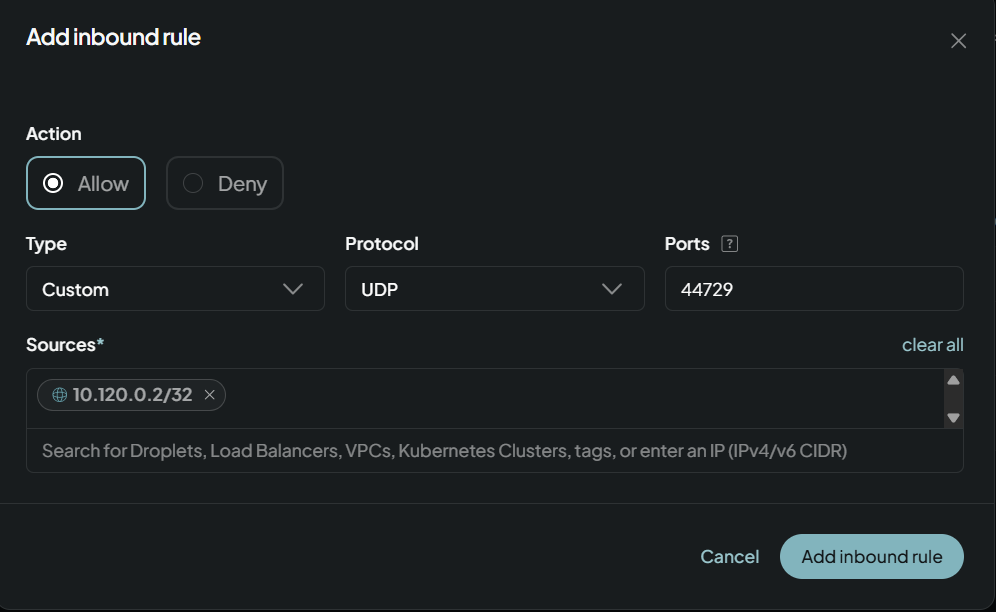 Add inbound rule
Action
Allow Deny
Type Protocol Ports ?
Custom UDP 44729
Sources* clear all
10.120.0.2/32
Search for Droplets, Load Balancers, VPCs, Kubernetes Clusters, tags, or enter an IP (IPv4/v6 CIDR)
Cancel Add inbound rule